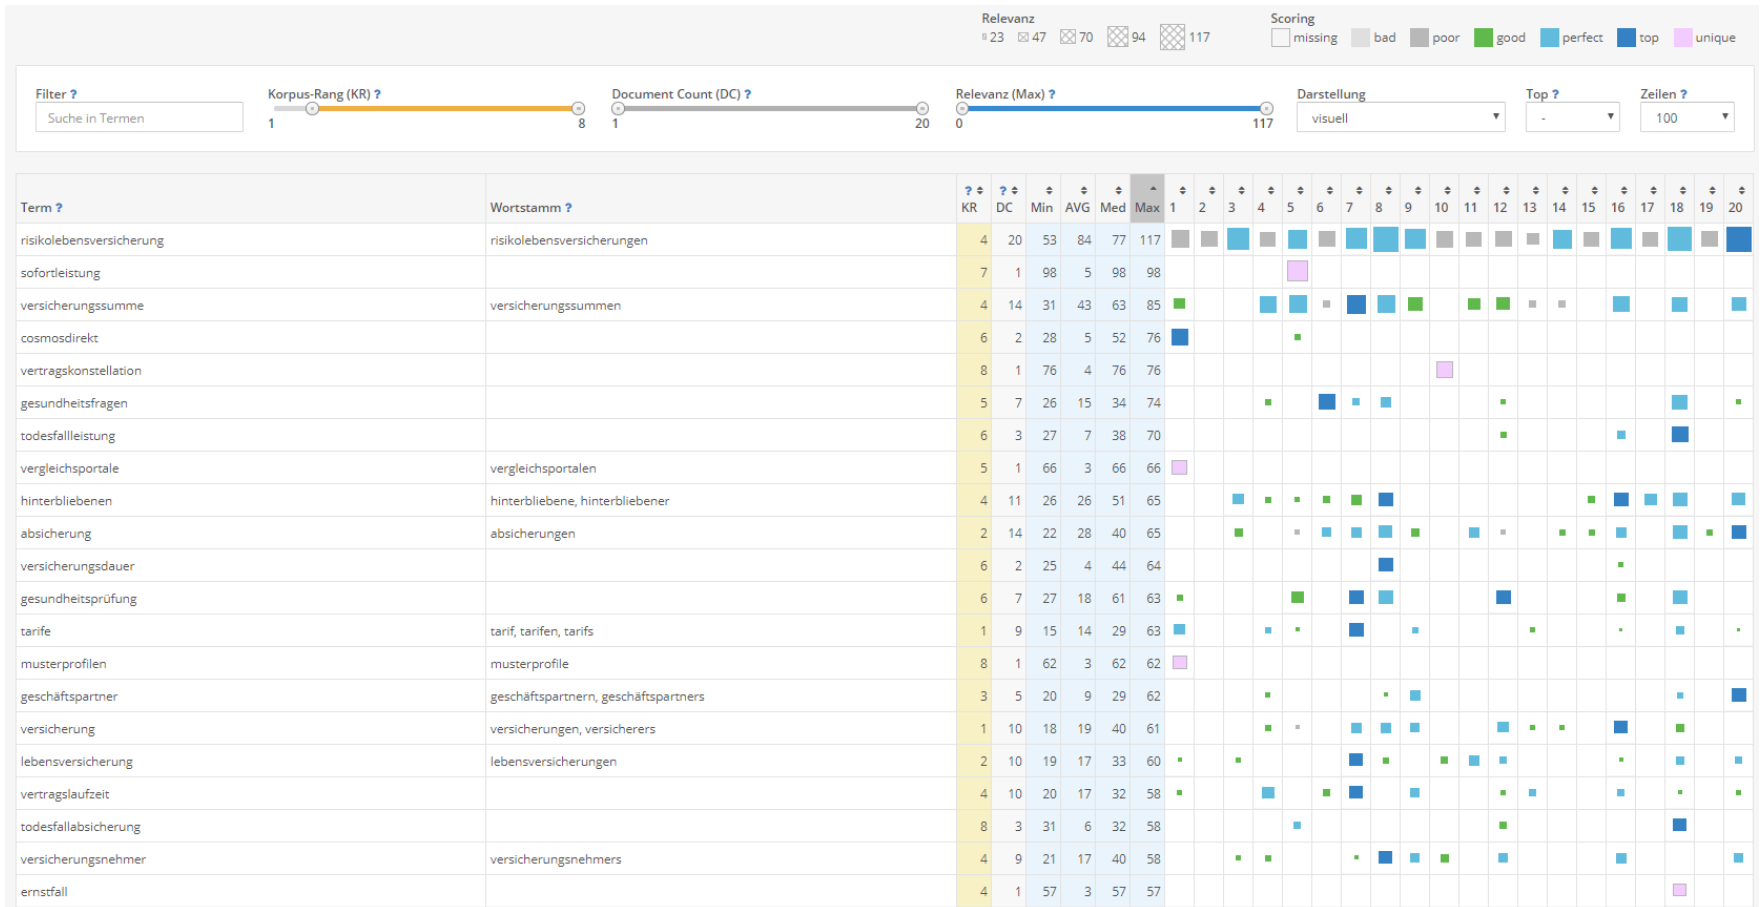 Relevanz
23 47 70 94 117
Scoring
missing bad poor good perfect top unique
Filter ?
Suche in Termen
Korpus-Rang (KR) ?
1 8
Document Count (DC) ?
1 20
Relevanz (Max) ?
0 117
Darstellung
visuell
Top ?
-
Zeilen ?
100
Term ? Wortstamm ? ? KR ? DC Min AVG Med Max 1 2 3 4 5 6 7 8 9 10 11 12 13 14 15 16 17 18 19 20
risikolebensversicherung risikolebensversicherungen 4 20 53 84 77 117
sofortleistung 7 1 98 5 98 98
versicherungssumme versicherungssummen 4 14 31 43 63 85
cosmosdirekt 6 2 28 5 52 76
vertragskonstellation 8 1 76 4 76 76
gesundheitsfragen 5 7 26 15 34 74
todesfallleistung 6 3 27 7 38 70
vergleichsportale vergleichsportalen 5 1 66 3 66 66
hinterbliebenen hinterbliebene, hinterbliebener 4 11 26 26 51 65
absicherung absicherungen 2 14 22 28 40 65
versicherungsdauer 6 2 25 4 44 64
gesundheitsprüfung 6 7 27 18 61 63
tarife tarif, tarifen, tarifs 1 9 15 14 29 63
musterprofilen musterprofile 8 1 62 3 62 62
geschäftspartner geschäftspartnern, geschäftspartners 3 5 20 9 29 62
versicherung versicherungen, versicherers 1 10 18 19 40 61
lebensversicherung lebensversicherungen 2 10 19 17 33 60
vertragslaufzeit 4 10 20 17 32 58
todesfallabsicherung 8 3 31 6 32 58
versicherungsnehmer versicherungsnehmers 4 9 21 17 40 58
ernstfall 4 1 57 3 57 57